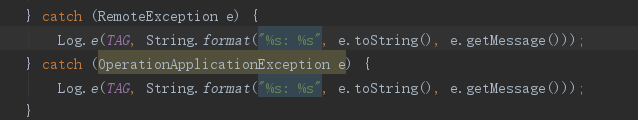 } catch (RemoteException e) {
Log.e(TAG, String.format("%s: %s", e.toString(), e.getMessage()));
} catch (OperationApplicationException e) {
Log.e(TAG, String.format("%s: %s", e.toString(), e.getMessage()));
}